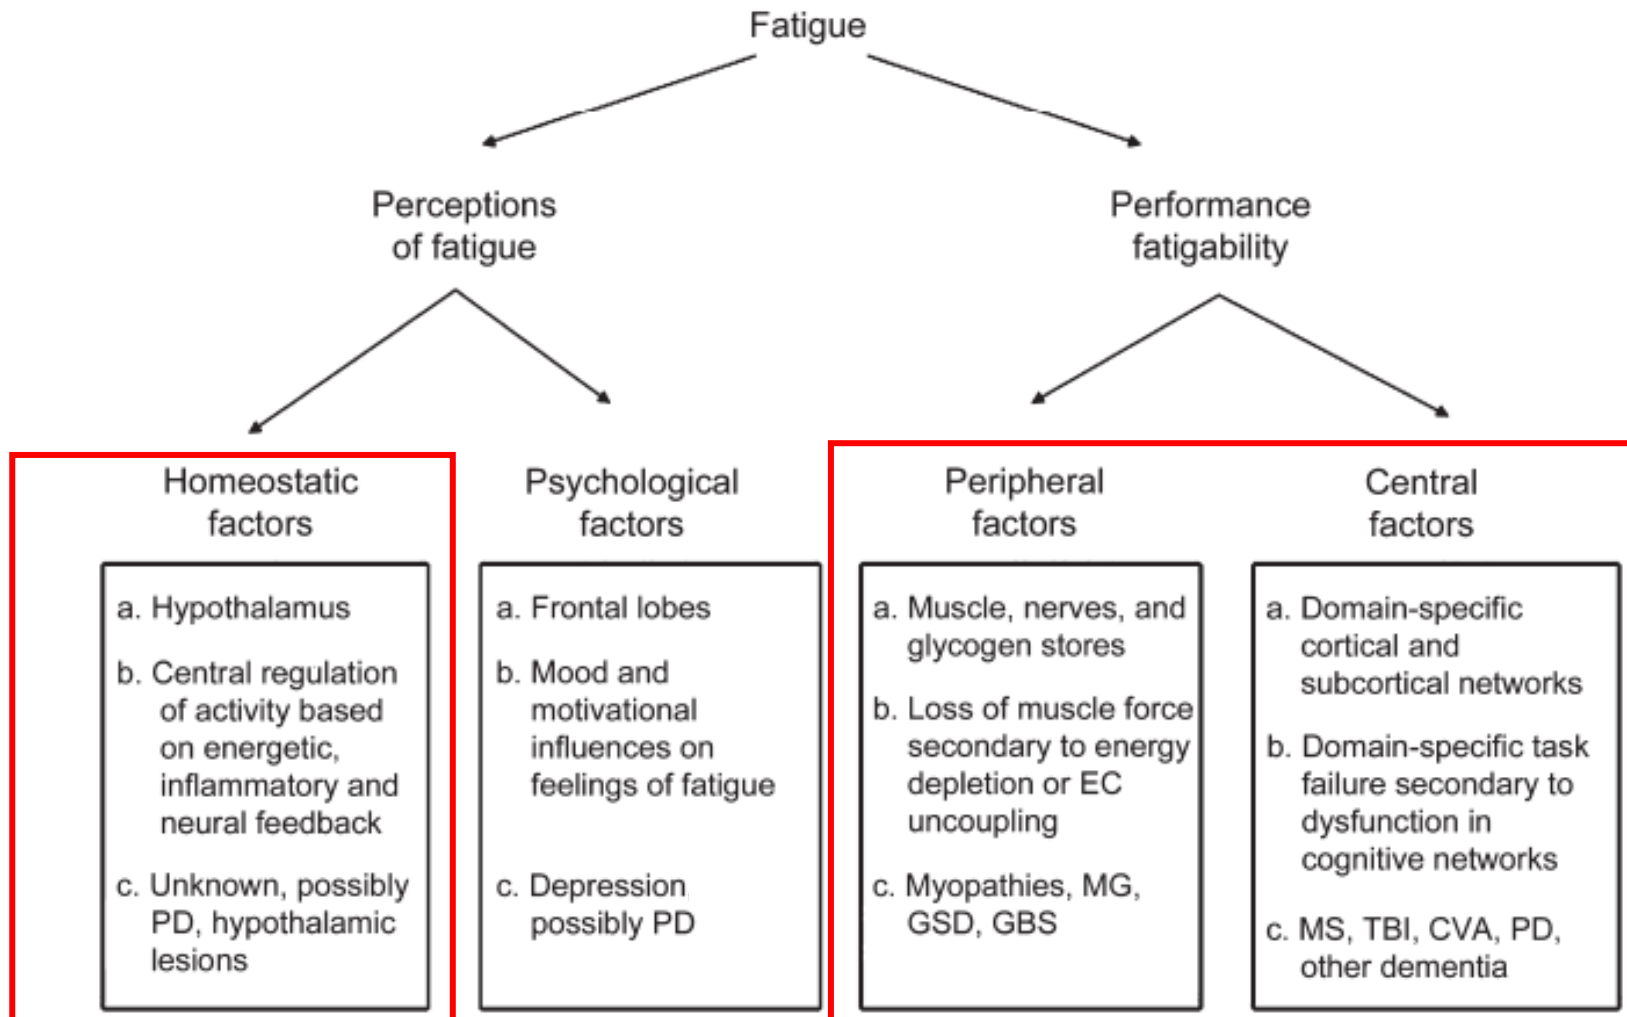 Fatigue
Perceptions
of fatigue
Performance
fatigability
Homeostatic
factors
a. Hypothalamus
b. Central regulation
of activity based
on energetic,
inflammatory and
neural feedback
c. Unknown, possibly
PD, hypothalamic
lesions
Psychological
factors
a. Frontal lobes
b. Mood and
motivational
influences on
feelings of fatigue
c. Depression
possibly PD
Peripheral
factors
a. Muscle, nerves, and
glycogen stores
b. Loss of muscle force
secondary to energy
depletion or EC
uncoupling
c. Myopathies, MG,
GSD, GBS
Central
factors
a. Domain-specific
cortical and
subcortical networks
b. Domain-specific task
failure secondary to
dysfunction in
cognitive networks
c. MS, TBI, CVA, PD,
other dementia